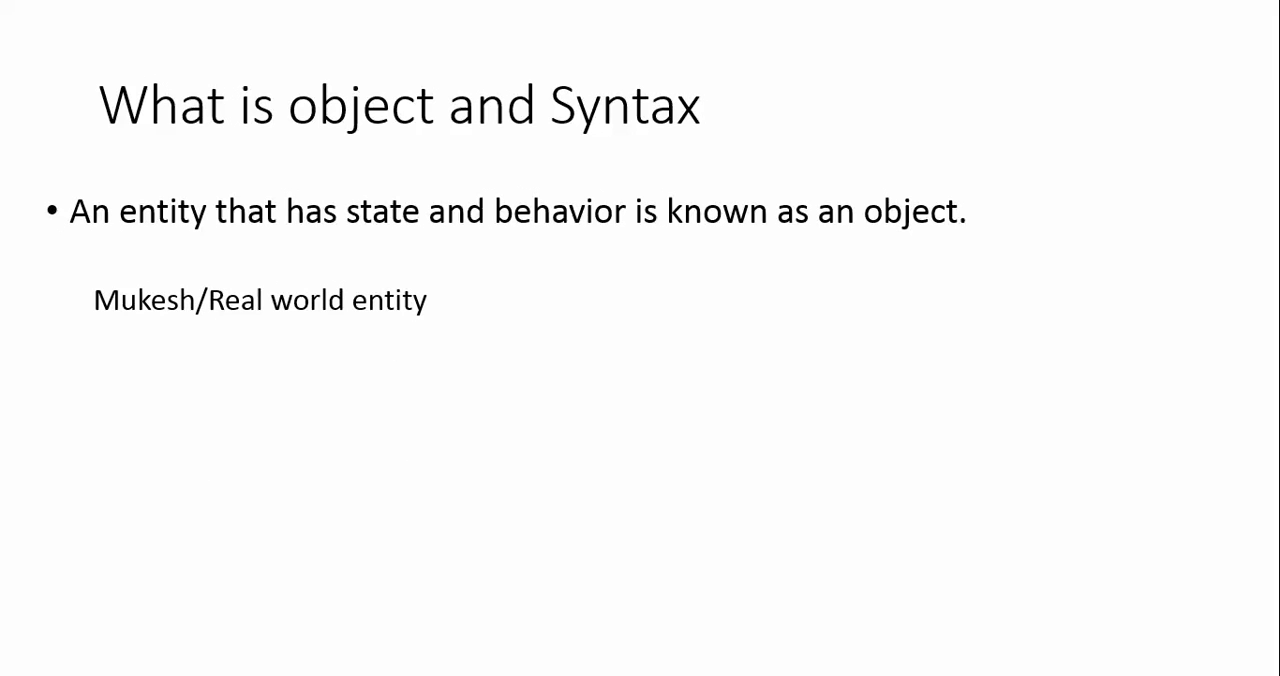 What is object and Syntax
• An entity that has state and behavior is known as an object.
Mukesh/Real world entity